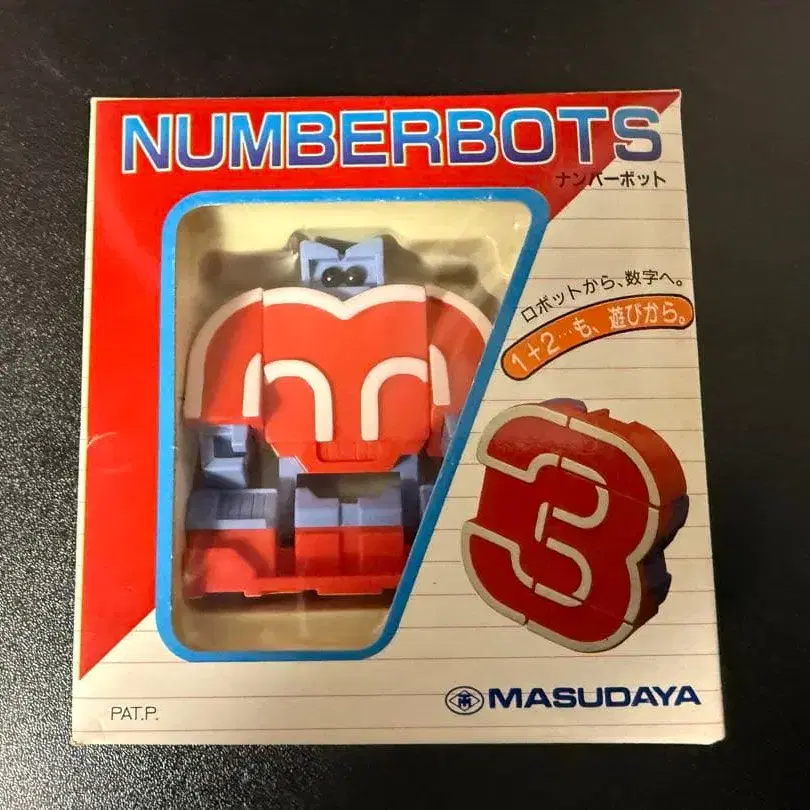 NUMBERBOTS
ナンバーボット
ロボットから、数字へ。
1+2…も、遊びから。
3
PAT.P.
MASUDAYA